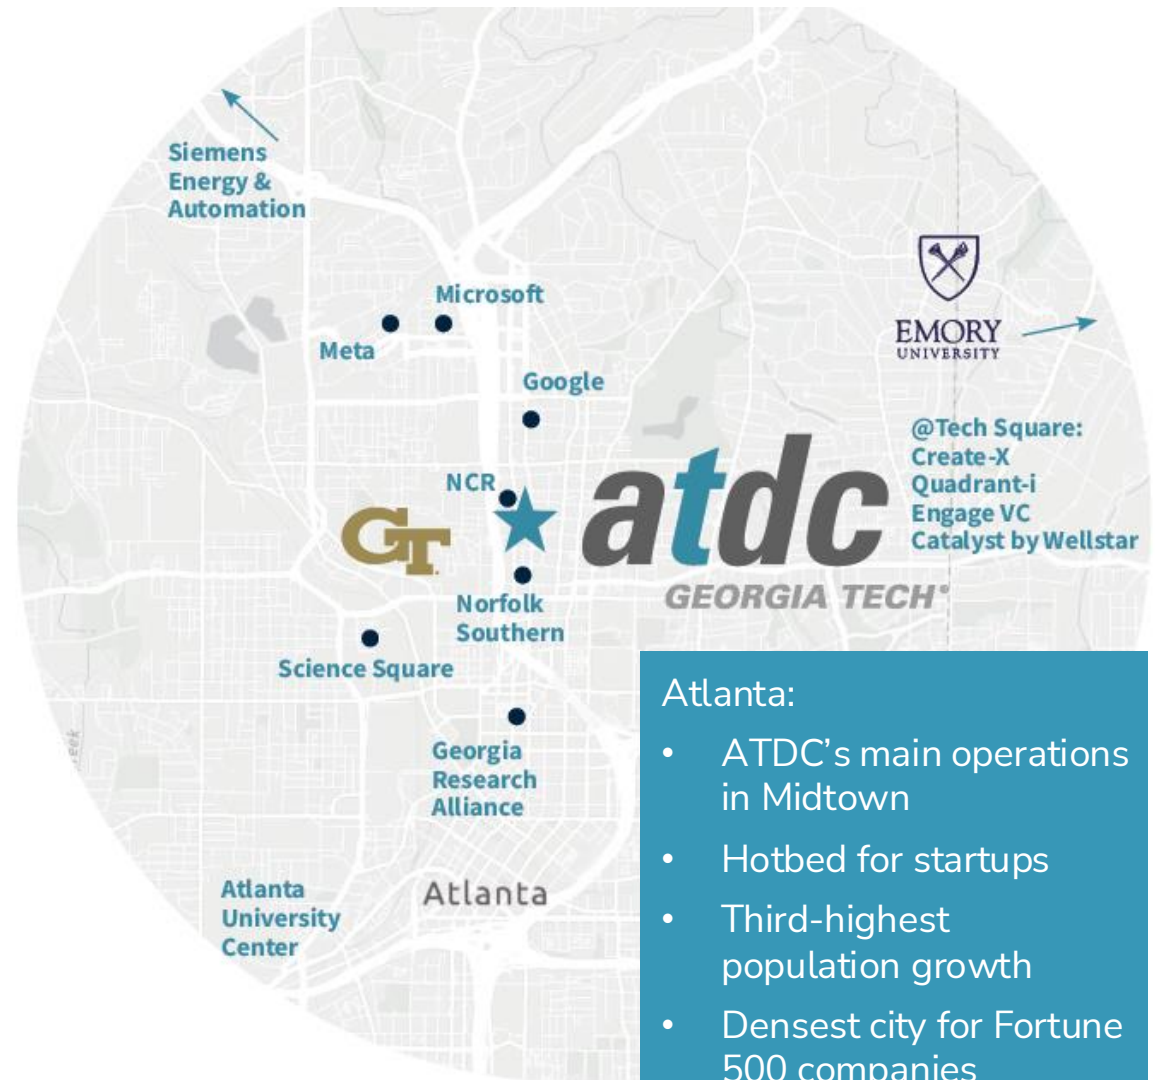 Siemens
Energy &
Automation
Microsoft
Meta
EMORY
UNIVERSITY
Google
@Tech Square:
Create-X
Quadrant-i
Engage VC
Catalyst by Wellstar
NCR
GT
atdc
GEORGIA TECH®
Norfolk
Southern
Science Square
Georgia
Research
Alliance
Atlanta
University
Center
Atlanta
eek
Atlanta:
• ATDC’s main operations
in Midtown
• Hotbed for startups
• Third-highest
population growth
• Densest city for Fortune
500 companies